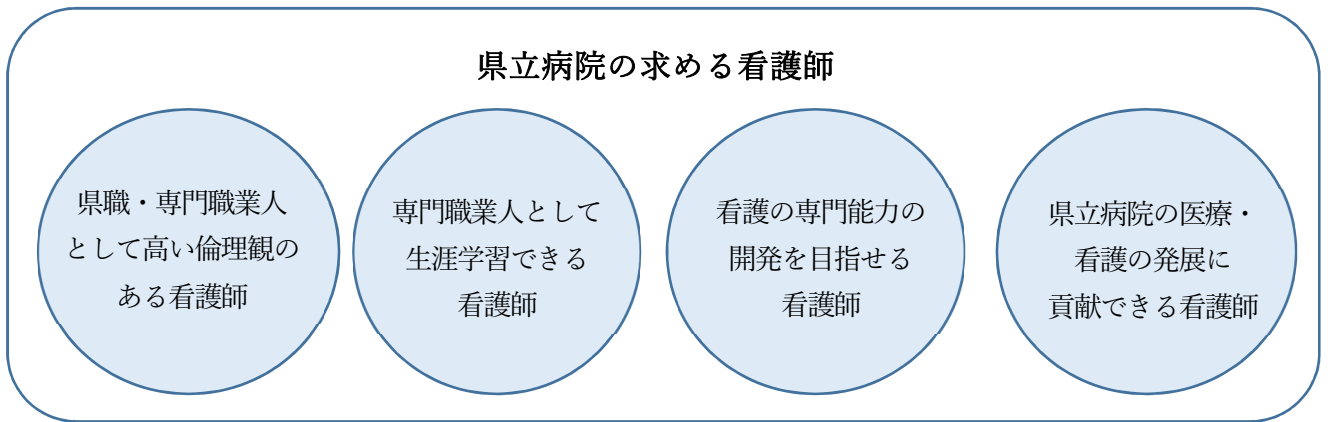 県立病院の求める看護師
県職・専門職業人
として高い倫理観の
ある看護師
専門職業人として
生涯学習できる
看護師
看護の専門能力の
開発を目指せる
看護師
県立病院の医療・
看護の発展に
貢献できる看護師